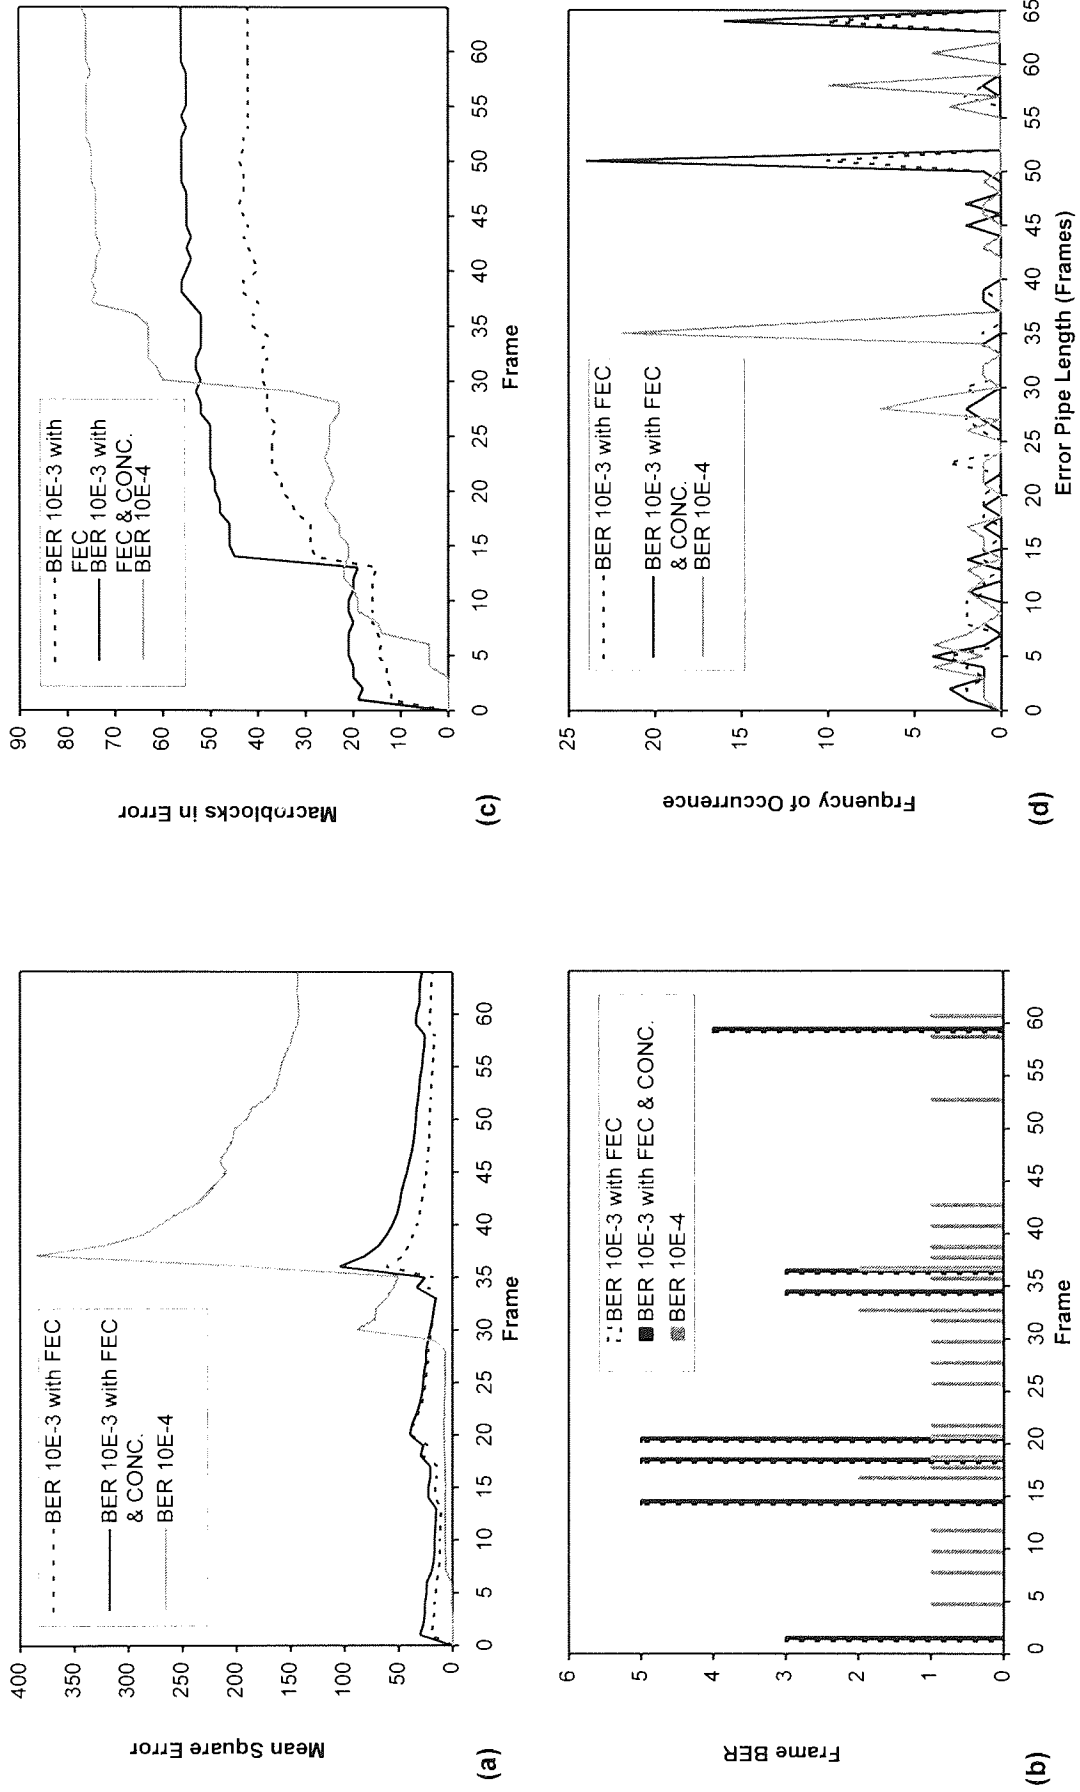 400
350
300
250
200
150
100
50
0
Mean Square Error
BER 10E-3 with FEC
BER 10E-3 with FEC
& CONC.
BER 10E-4
0 5 10 15 20 25 30 35 40 45 50 55 60
Frame
(a)
90
80
70
60
50
40
30
20
10
0
Macroblocks in Error
BER 10E-3 with
FEC
BER 10E-3 with
FEC & CONC.
BER 10E-4
0 5 10 15 20 25 30 35 40 45 50 55 60
Frame
(c)
6
5
4
3
2
1
0
Frame BER
BER 10E-3 with FEC
BER 10E-3 with FEC & CONC.
BER 10E-4
0 5 10 15 20 25 30 35 40 45 50 55 60
Frame
(b)
25
20
15
10
5
0
Frquency of Occurrence
BER 10E-3 with FEC
BER 10E-3 with FEC
& CONC.
BER 10E-4
0 5 10 15 20 25 30 35 40 45 50 55 60 65
Error Pipe Length (Frames)
(d)